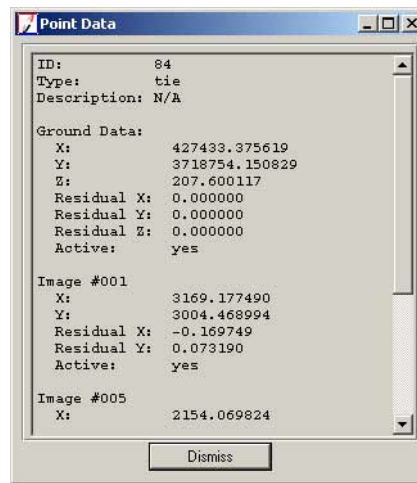 Point Data
ID: 84
Type: tie
Description: N/A
Ground Data:
X: 427433.375619
Y: 3718754.150829
Z: 207.600117
Residual X: 0.000000
Residual Y: 0.000000
Residual Z: 0.000000
Active: yes
Image #001
X: 3169.177490
Y: 3004.468994
Residual X: -0.169749
Residual Y: 0.073190
Active: yes
Image #005
X: 2154.069824
Dismiss